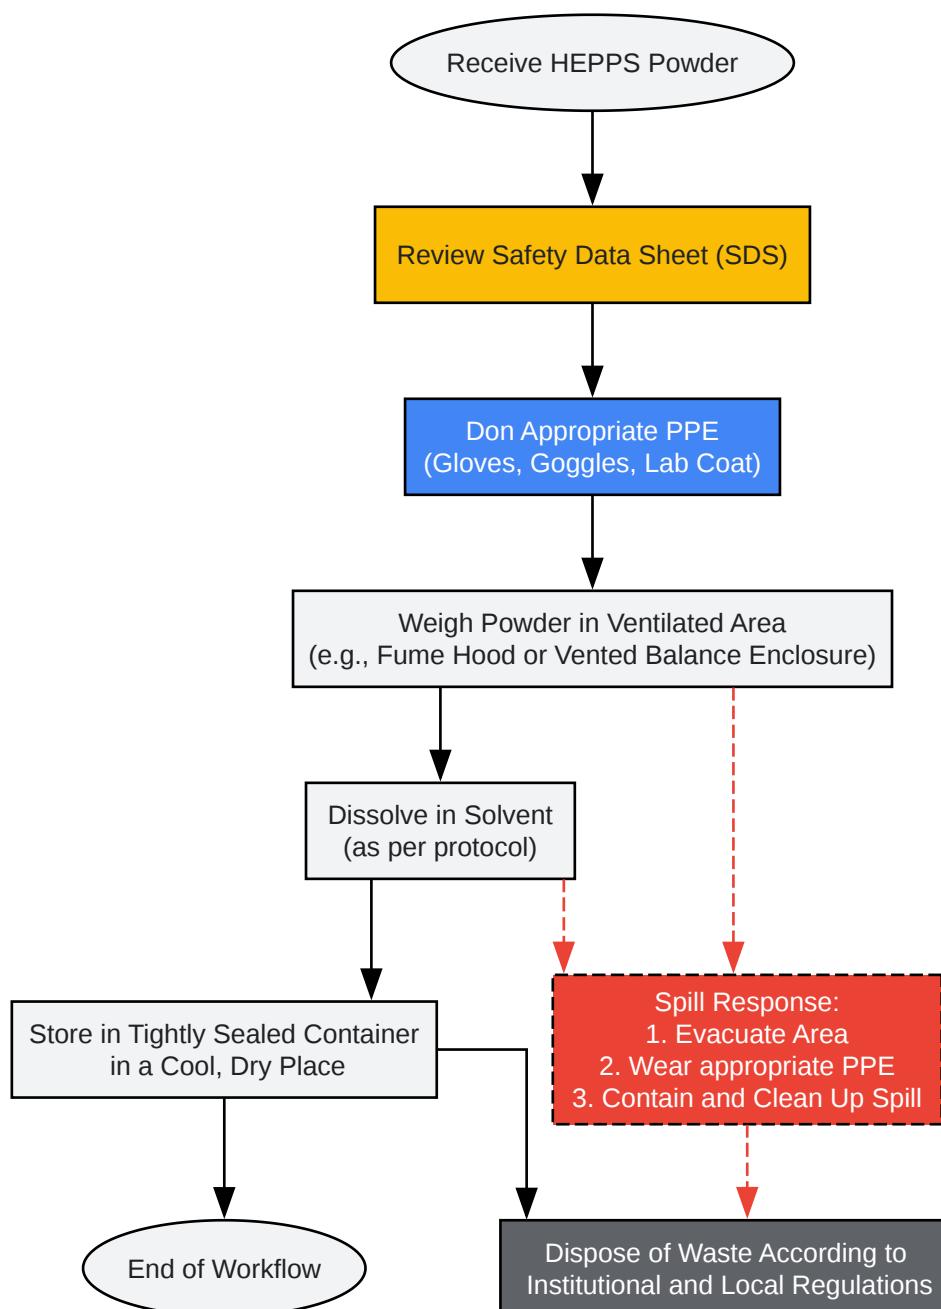 Receive HEPPS Powder
Review Safety Data Sheet (SDS)
Don Appropriate PPE
(Gloves, Goggles, Lab Coat)
Weigh Powder in Ventilated Area
(e.g., Fume Hood or Vented Balance Enclosure)
Dissolve in Solvent
(as per protocol)
Store in Tightly Sealed Container
in a Cool, Dry Place
Spill Response:
1. Evacuate Area
2. Wear appropriate PPE
3. Contain and Clean Up Spill
End of Workflow
Dispose of Waste According to
Institutional and Local Regulations